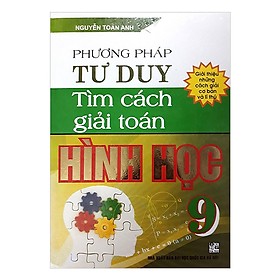 NGUYỄN TOÀN ANH
PHƯƠNG PHÁP
TƯ DUY
Tìm cách
giải toán
Giới thiệu
những
cách giải
cơ bản
và lí thú
HÌNH HỌC
9